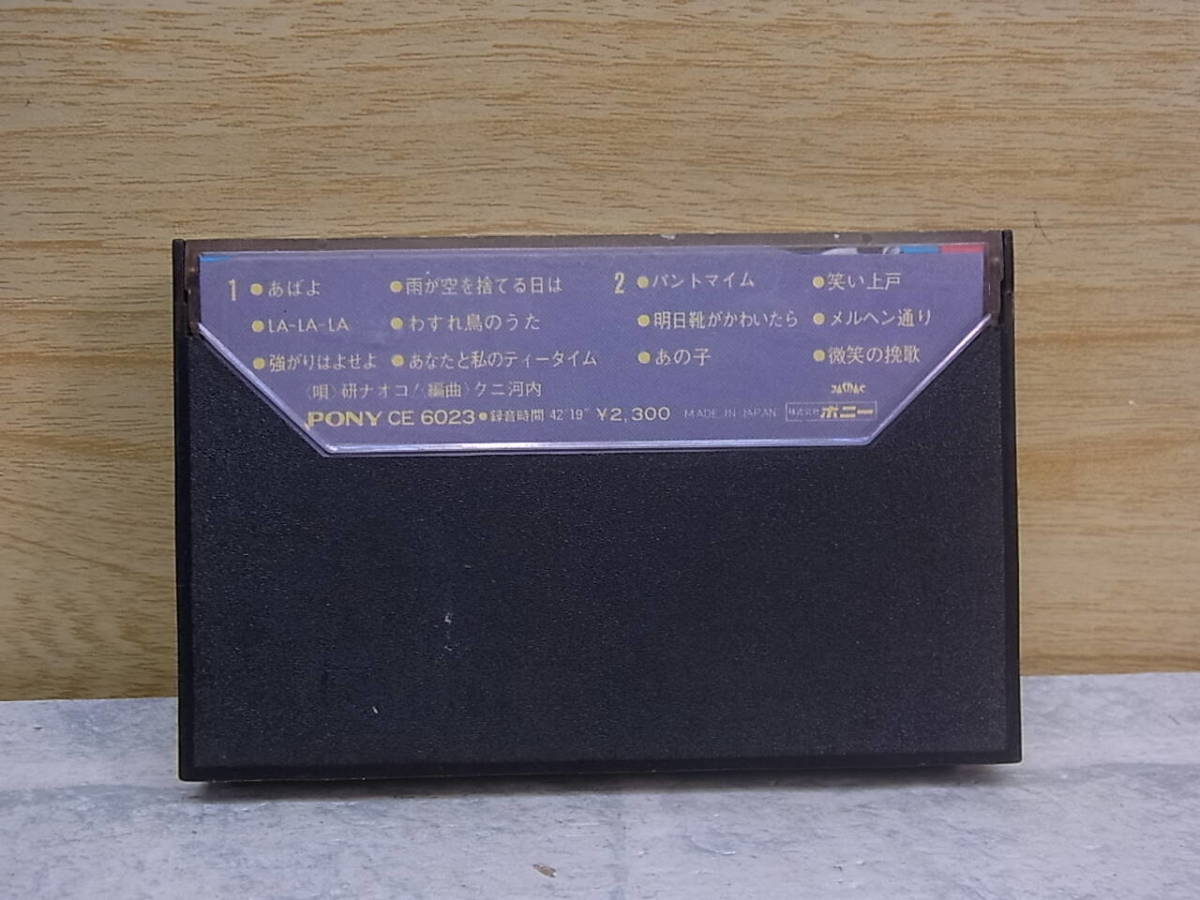 1 ●あばよ ●雨が空を捨てる日は 2 ●パントマイム ●笑い上戸
●LA-LA-LA ●わすれ鳥のうた ●明日靴がかわいたら ●メルヘン通り
●強がりはよせよ ●あなたと私のティータイム ●あの子 ●微笑の挽歌
〈唄〉研ナオコ/〈編曲〉クニ河内
PONY CE 6023●録音時間 42'19" ¥2,300 MADE IN JAPAN 株式会社ポニー